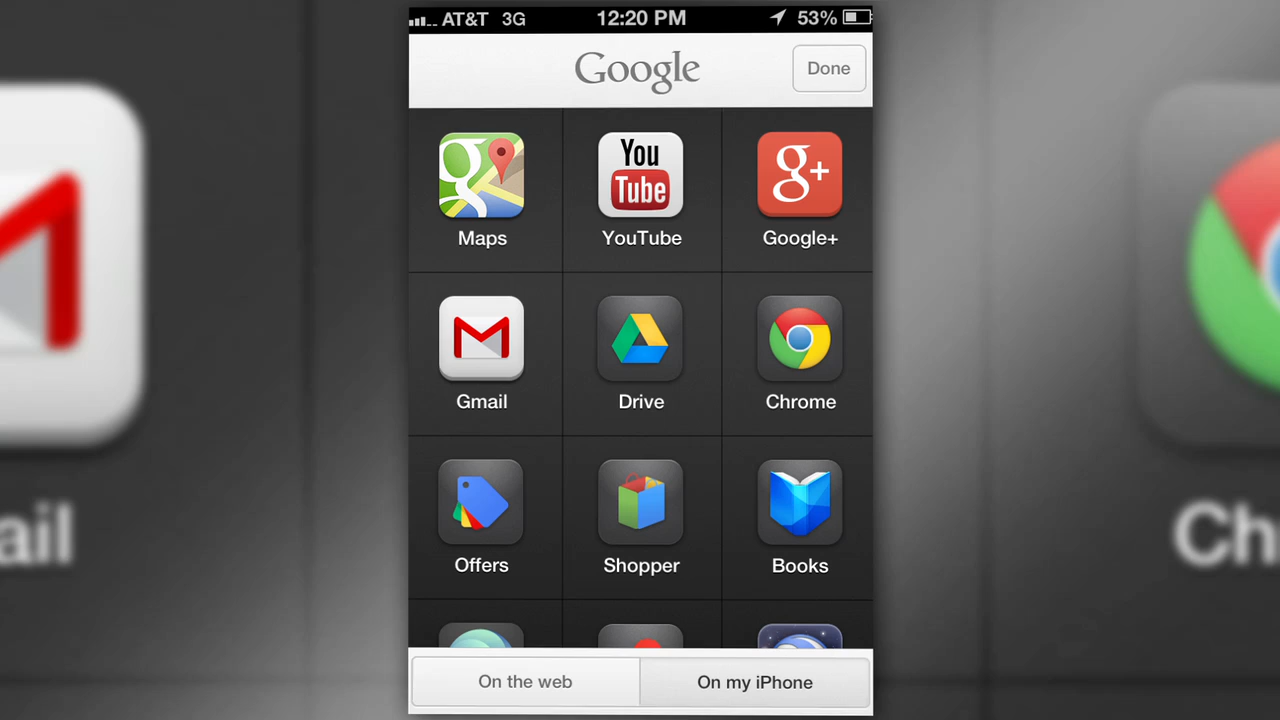 AT&T 3G 12:20 PM 53%
Google Done
You Tube g+
Maps YouTube Google+
Gmail Drive Chrome
Offers Shopper Books
On the web On my iPhone
ail Ch